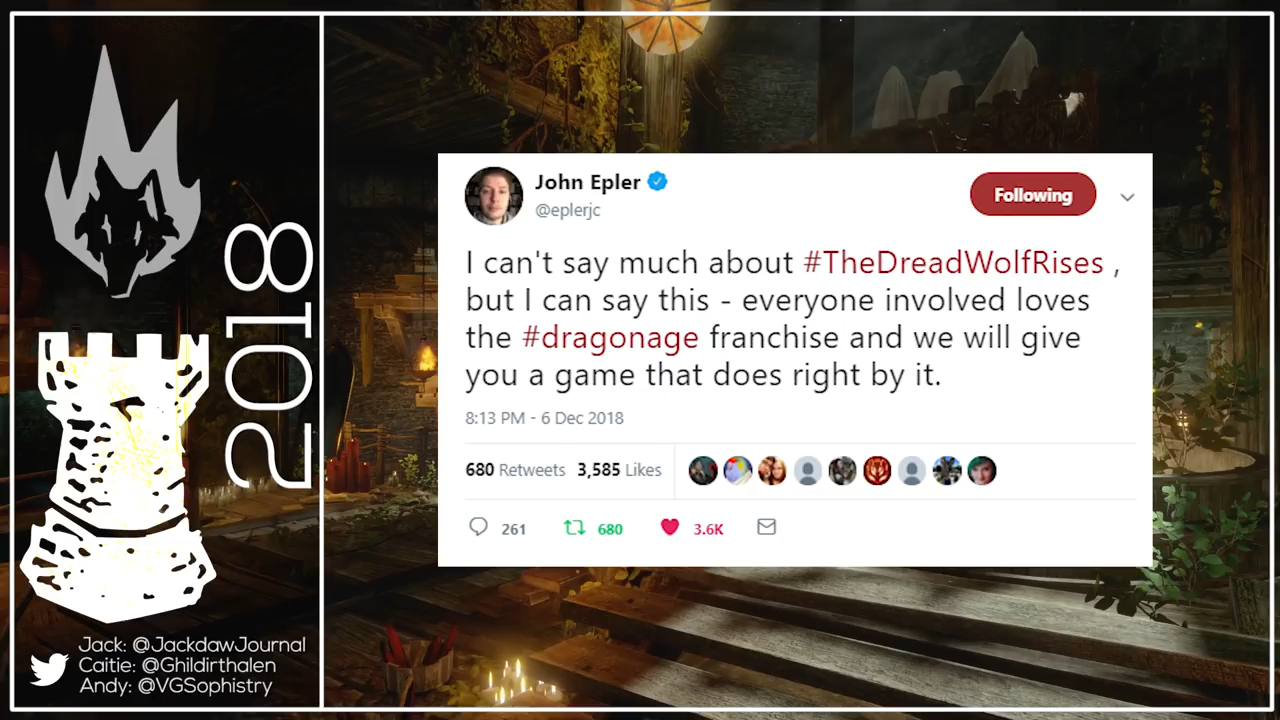 2018
Jack: @JackdawJournal
Caitie: @Ghildirthalen
Andy: @VGSophistry
John Epler
@eplerjc
Following
I can't say much about #TheDreadWolfRises ,
but I can say this - everyone involved loves
the #dragonage franchise and we will give
you a game that does right by it.
8:13 PM - 6 Dec 2018
680 Retweets 3,585 Likes
261 680 3.6K